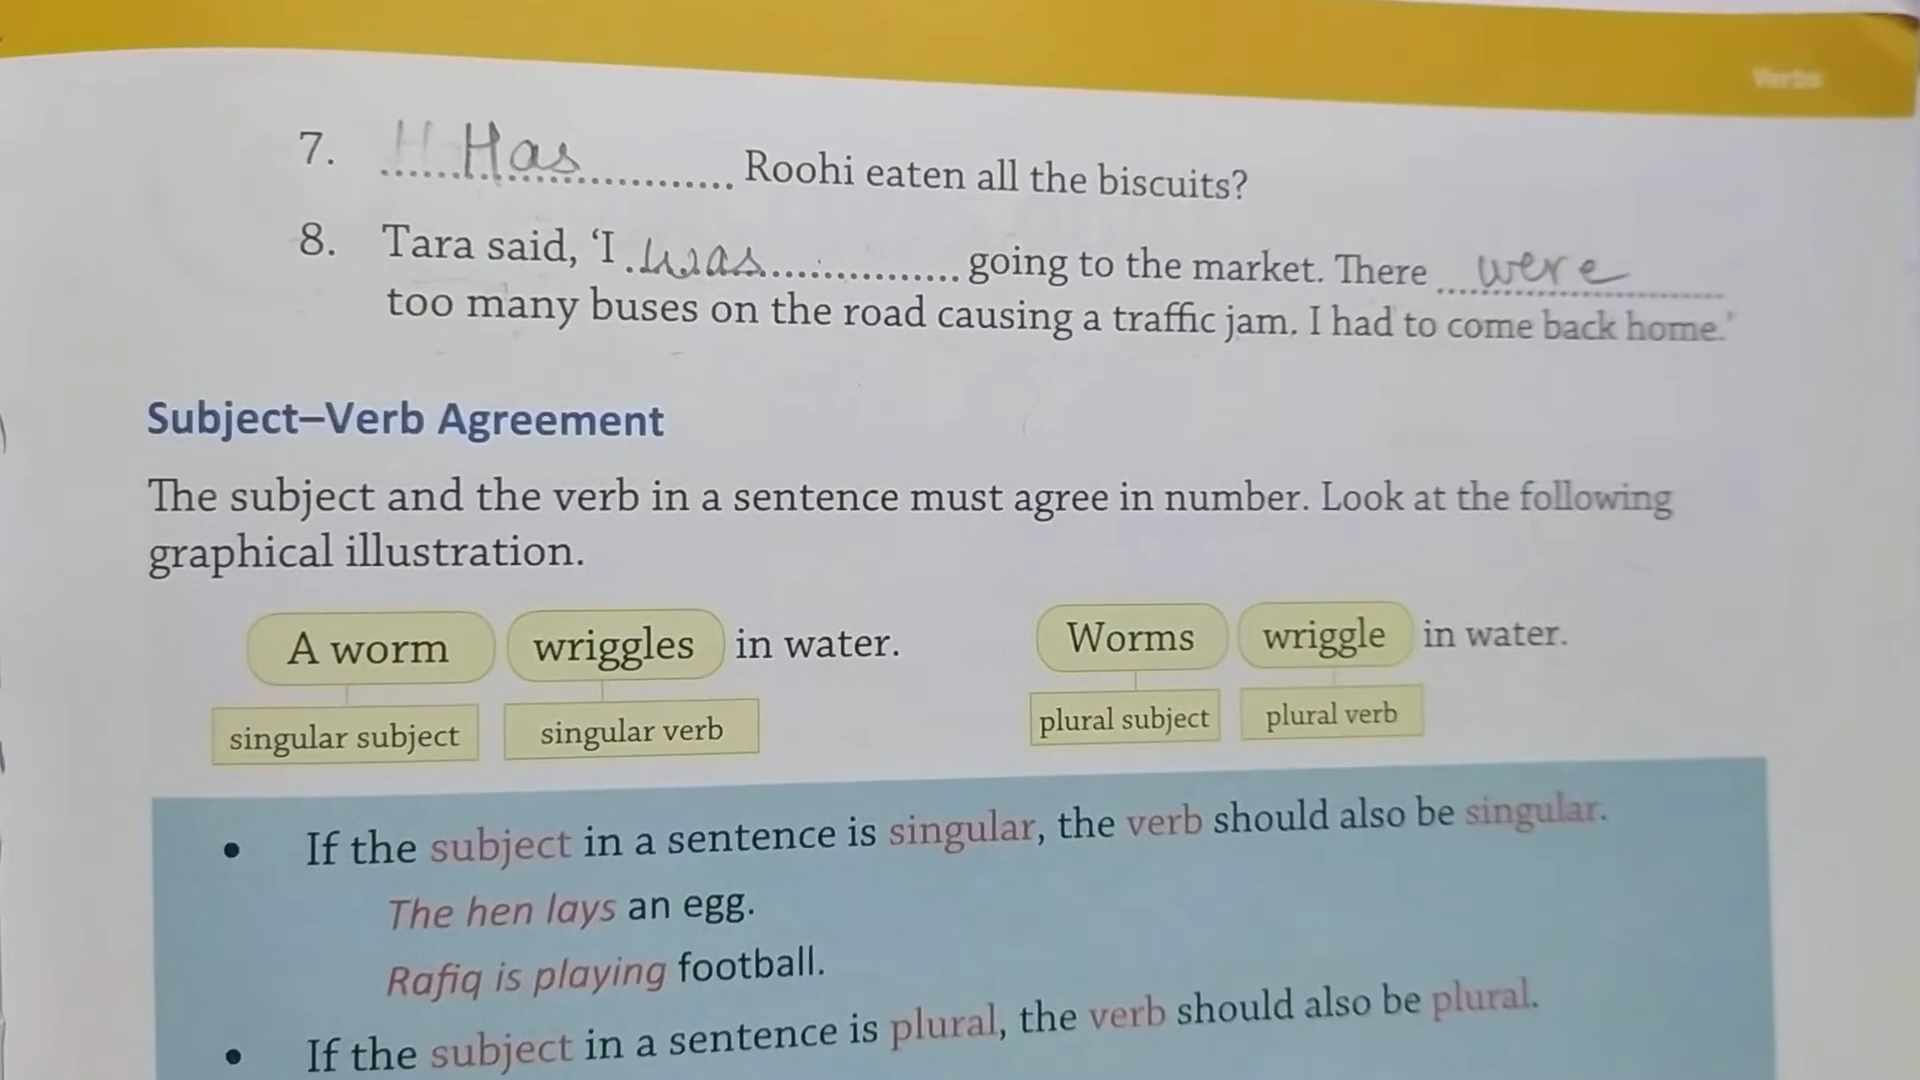 Verbs
7. Has Roohi eaten all the biscuits?
8. Tara said, ‘I was going to the market. There were
too many buses on the road causing a traffic jam. I had to come back home.’
Subject–Verb Agreement
The subject and the verb in a sentence must agree in number. Look at the following
graphical illustration.
A worm wriggles in water.
singular subject singular verb
Worms wriggle in water.
plural subject plural verb
• If the subject in a sentence is singular, the verb should also be singular.
The hen lays an egg.
Rafiq is playing football.
• If the subject in a sentence is plural, the verb should also be plural.